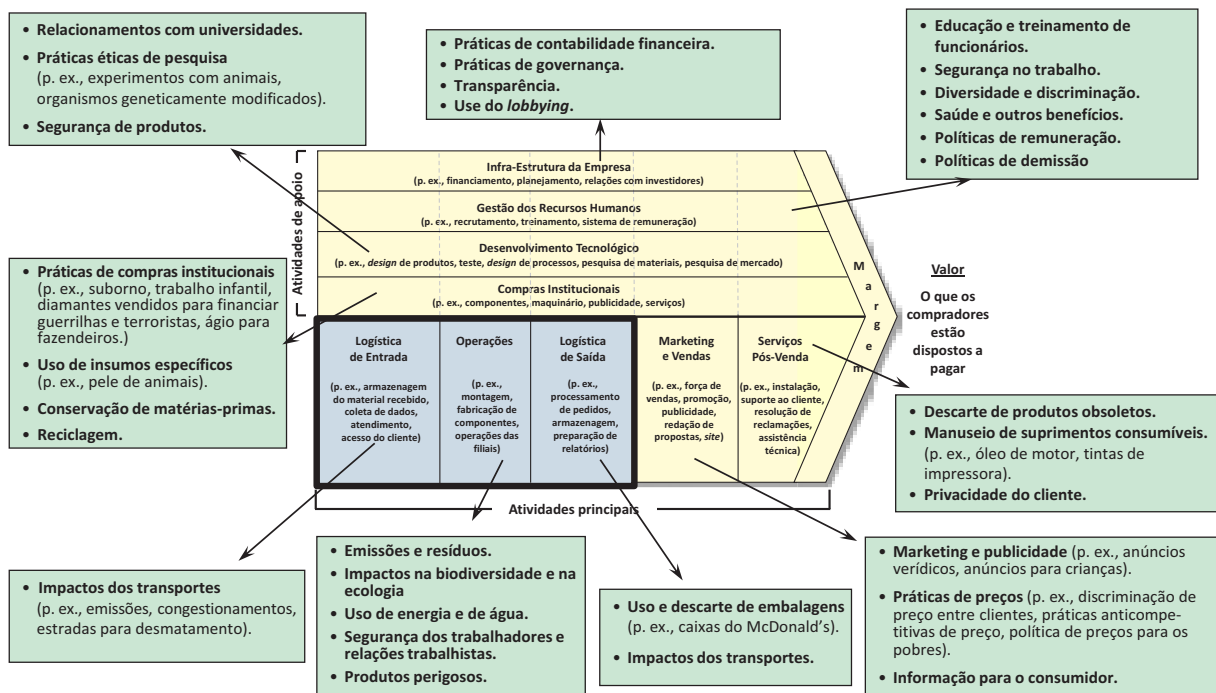 • Relacionamentos com universidades.
• Práticas éticas de pesquisa
(p. ex., experimentos com animais,
organismos geneticamente modificados).
• Segurança de produtos.
• Práticas de contabilidade financeira.
• Práticas de governança.
• Transparência.
• Use do lobbying.
• Educação e treinamento de
funcionários.
• Segurança no trabalho.
• Diversidade e discriminação.
• Saúde e outros benefícios.
• Políticas de remuneração.
• Políticas de demissão
Atividades de apoio
Infra-Estrutura da Empresa
(p. ex., financiamento, planejamento, relações com investidores)
Gestão dos Recursos Humanos
(p. ex., recrutamento, treinamento, sistema de remuneração)
Desenvolvimento Tecnológico
(p. ex., design de produtos, teste, design de processos, pesquisa de materiais, pesquisa de mercado)
Compras Institucionais
(p. ex., componentes, maquinário, publicidade, serviços)
Margem
Valor
O que os
compradores
estão
dispostos a
pagar
• Práticas de compras institucionais
(p. ex., suborno, trabalho infantil,
diamantes vendidos para financiar
guerrilhas e terroristas, ágio para
fazendeiros.)
• Uso de insumos específicos
(p. ex., pele de animais).
• Conservação de matérias-primas.
• Reciclagem.
Logística
de Entrada
(p. ex., armazenagem
do material recebido,
coleta de dados,
atendimento,
acesso do cliente)
Operações
(p. ex,
montagem,
fabricação de
componentes,
operações das
filiais)
Logística
de Saída
(p. ex.,
processamento
de pedidos,
armazenagem,
preparação de
relatórios)
Marketing
e Vendas
(p. ex., força de
vendas, promoção,
publicidade,
redação de
propostas, site)
Serviços
Pós-Venda
(p. ex., instalação,
suporte ao cliente,
resolução de
reclamações,
assistência
técnica)
Atividades principais
• Descarte de produtos obsoletos.
• Manuseio de suprimentos consumíveis.
(p. ex., óleo de motor, tintas de
impressora).
• Privacidade do cliente.
• Impactos dos transportes
(p. ex., emissões, congestionamentos,
estradas para desmatamento).
• Emissões e resíduos.
• Impactos na biodiversidade e na
ecologia
• Uso de energia e de água.
• Segurança dos trabalhadores e
relações trabalhistas.
• Produtos perigosos.
• Uso e descarte de embalagens
(p. ex., caixas do McDonald's).
• Impactos dos transportes.
• Marketing e publicidade (p. ex., anúncios
verídicos, anúncios para crianças).
• Práticas de preços (p. ex., discriminação de
preço entre clientes, práticas anticompe-
titivas de preço, política de preços para os
pobres).
• Informação para o consumidor.